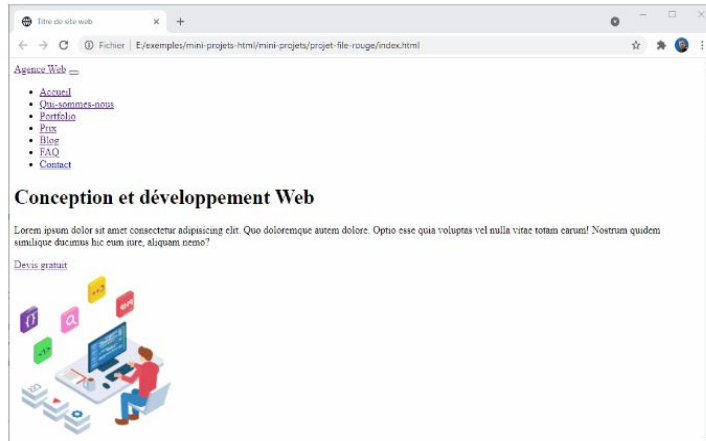 Titre de site web
Fichier E:/exemples/mini-projets-html/mini-projets/projet-file-rouge/index.html
Agence Web
Accueil
Qui-sommes-nous
Portfolio
Prix
Blog
FAQ
Contact
Conception et développement Web
Lorem ipsum dolor sit amet consectetur adipisicing elit. Quo doloremque autem dolore. Optio esse quia voluptas vel nulla vitae totam earum! Nostrum quidem
similique ducimus hic eum iure, aliquam nemo?
Devis gratuit